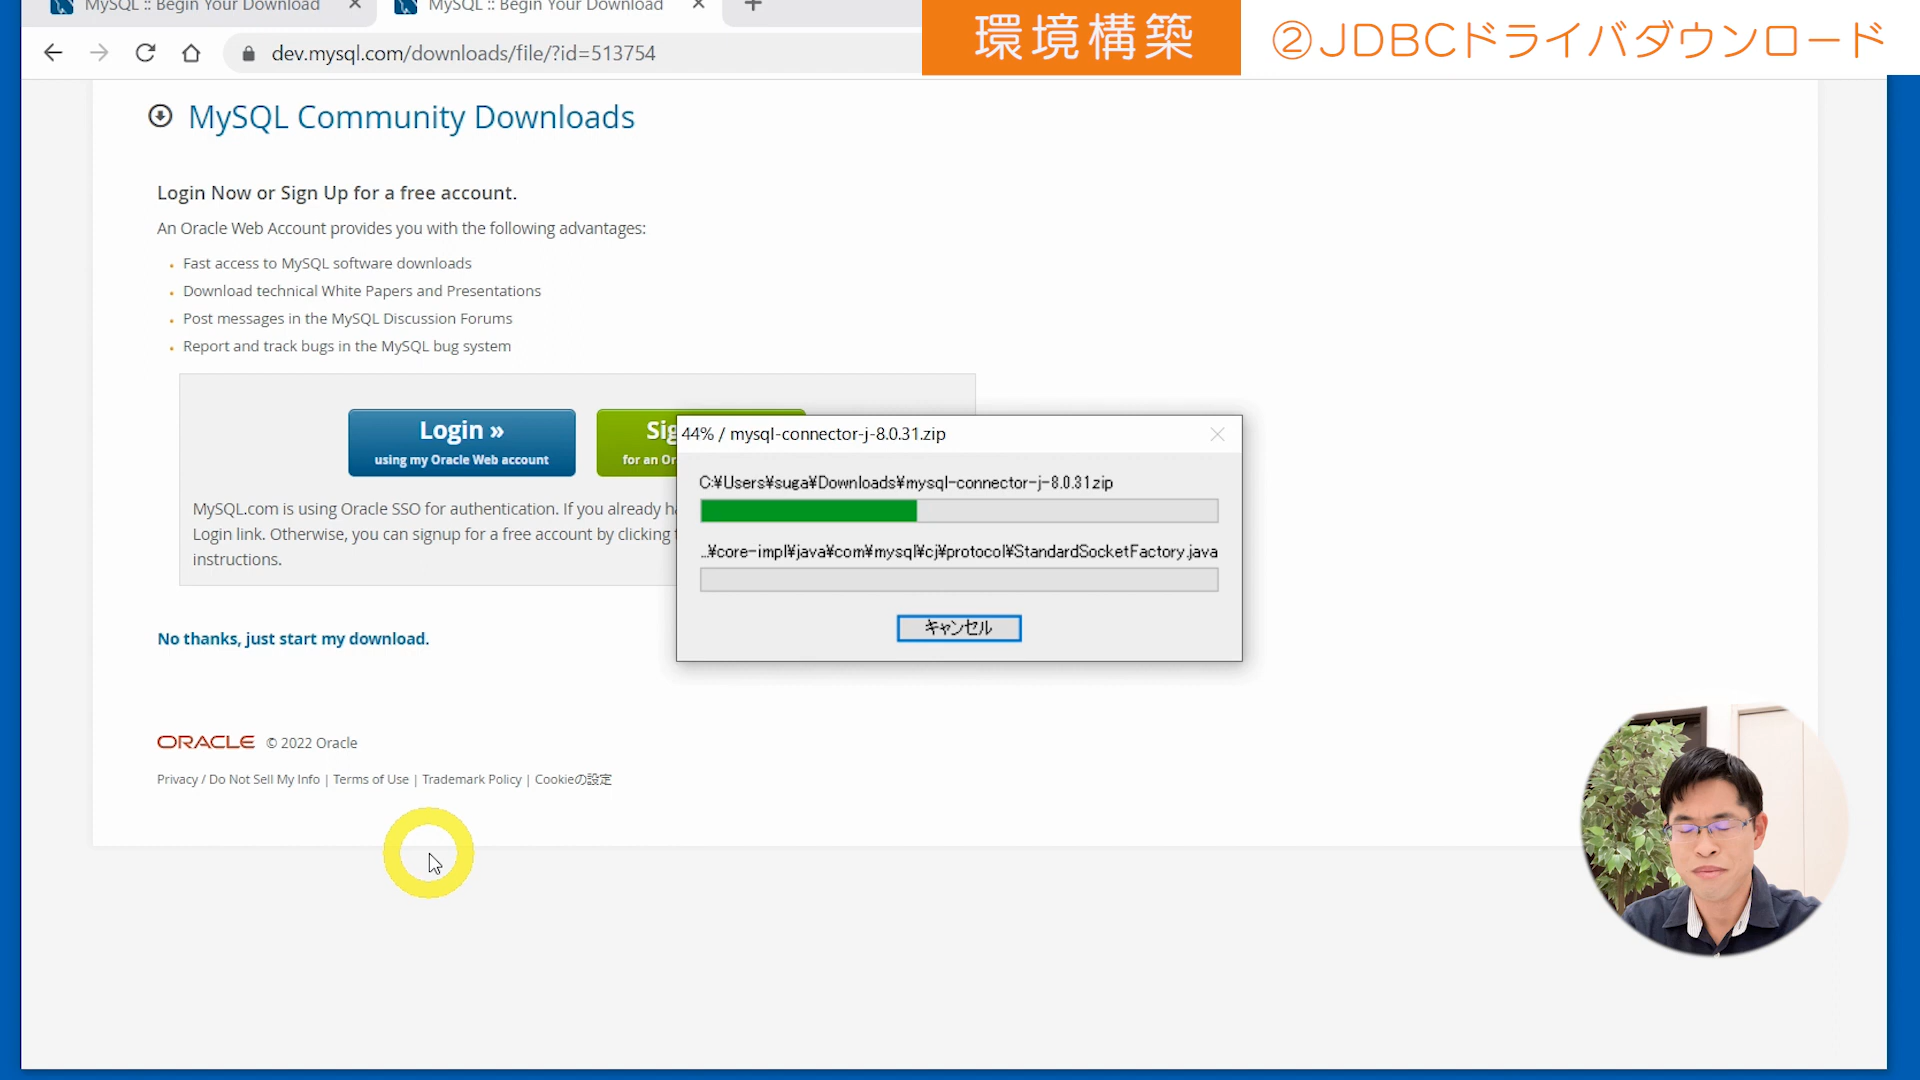 MySQL :: Begin Your Download
MySQL :: Begin Your Download
環境構築
②JDBCドライバダウンロード
dev.mysql.com/downloads/file/?id=513754
MySQL Community Downloads
Login Now or Sign Up for a free account.
An Oracle Web Account provides you with the following advantages:
Fast access to MySQL software downloads
Download technical White Papers and Presentations
Post messages in the MySQL Discussion Forums
Report and track bugs in the MySQL bug system
Login »
using my Oracle Web account
Sig
for an Or
MySQL.com is using Oracle SSO for authentication. If you already ha
Login link. Otherwise, you can signup for a free account by clicking
instructions.
44% / mysql-connector-j-8.0.31.zip
C:¥Users¥suga¥Downloads¥mysql-connector-j-8.0.31.zip
...¥core-impl¥java¥com¥mysql¥cj¥protocol¥StandardSocketFactory.java
キャンセル
No thanks, just start my download.
ORACLE © 2022 Oracle
Privacy / Do Not Sell My Info | Terms of Use | Trademark Policy | Cookieの設定